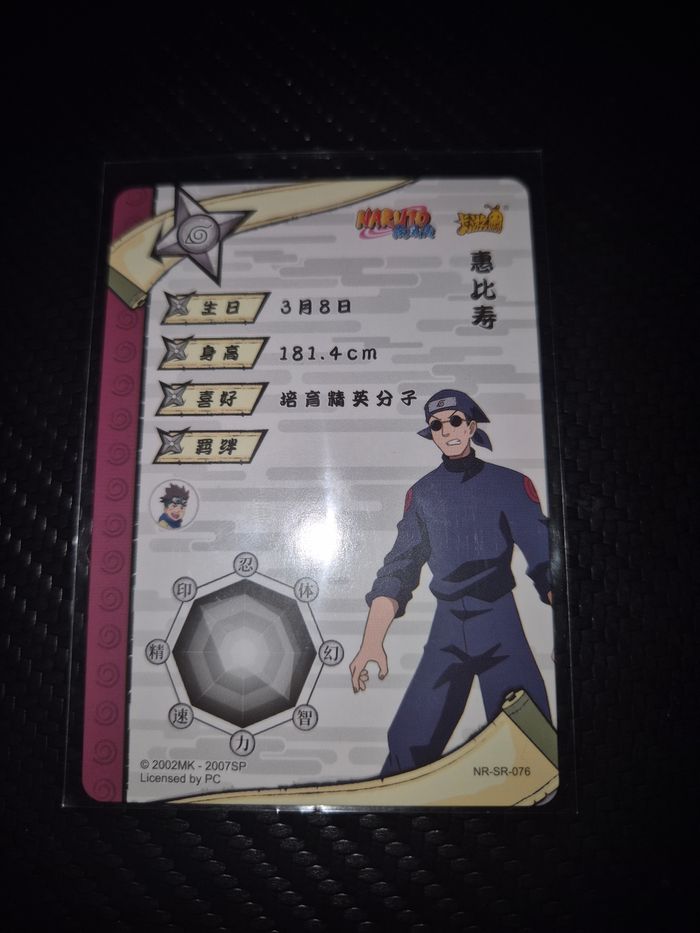 NARUTO
卡游
惠比寿
生日 3月8日
身高 181.4cm
喜好 培育精英分子
羁绊
忍
体
幻
智
力
速
精
印
© 2002MK - 2007SP
Licensed by PC
NR-SR-076